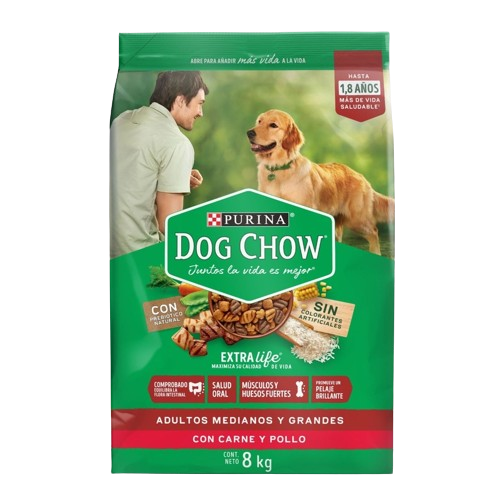 ABRE PARA AÑADIR más vida A LA VIDA
HASTA
1,8 AÑOS
MÁS DE VIDA
SALUDABLE*
PURINA®
DOG CHOW®
Juntos la vida es mejor®
CON
PREBIÓTICO
NATURAL
SIN
COLORANTES
ARTIFICIALES
EXTRA life®
MAXIMIZA SU CALIDAD DE VIDA
COMPROBADO
EQUILIBRA LA
FLORA INTESTINAL
SALUD
ORAL
MÚSCULOS Y
HUESOS FUERTES
PROMUEVE UN
PELAJE
BRILLANTE
ADULTOS MEDIANOS Y GRANDES
CON CARNE Y POLLO
CONT.
NETO 8 kg